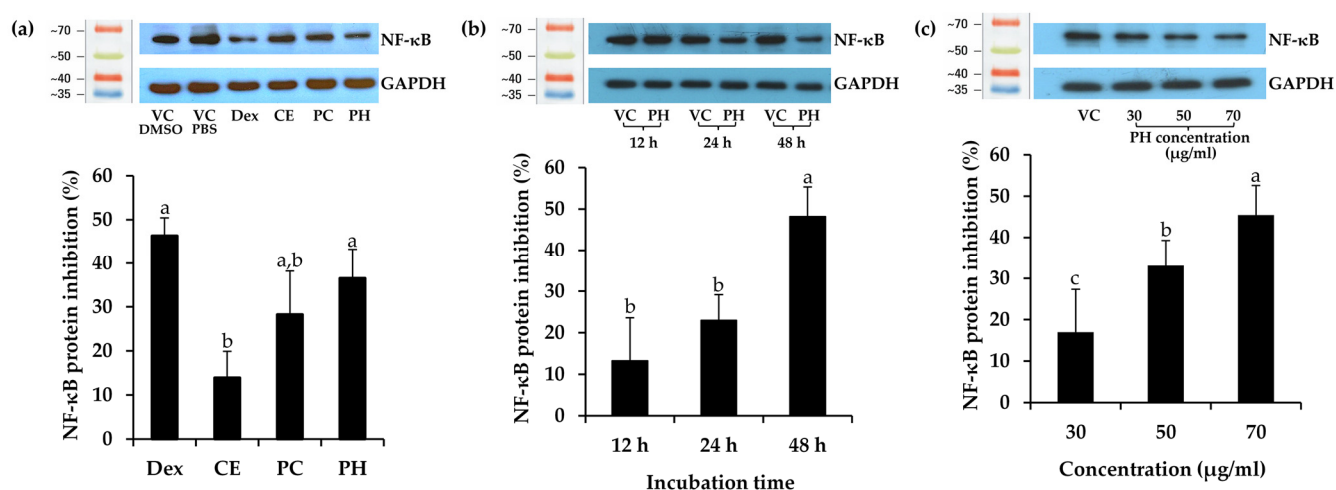 (a)
~70
~50
~40
~35
NF-κB
GAPDH
VC DMSO
VC PBS
Dex
CE
PC
PH
NF-κB protein inhibition (%)
60
50
40
30
20
10
0
a
b
a,b
a
Dex CE PC PH
(b)
~70
~50
~40
~35
NF-κB
GAPDH
VC PH VC PH VC PH
12 h 24 h 48 h
NF-κB protein inhibition (%)
60
50
40
30
20
10
0
b
b
a
12 h 24 h 48 h
Incubation time
(c)
~70
~50
~40
~35
NF-κB
GAPDH
VC 30 50 70
PH concentration
(μg/ml)
NF-κB protein inhibition (%)
60
50
40
30
20
10
0
c
b
a
30 50 70
Concentration (μg/ml)